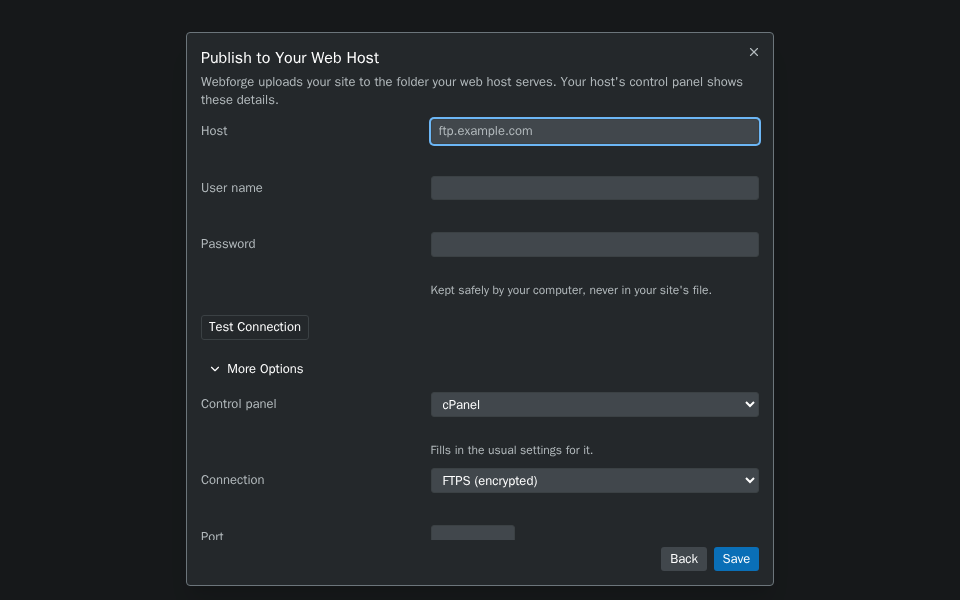 Publish to Your Web Host
Webforge uploads your site to the folder your web host serves. Your host's control panel shows
these details.
Host
ftp.example.com
User name
Password
Kept safely by your computer, never in your site's file.
Test Connection
More Options
Control panel
cPanel
Fills in the usual settings for it.
Connection
FTPS (encrypted)
Port
Back
Save